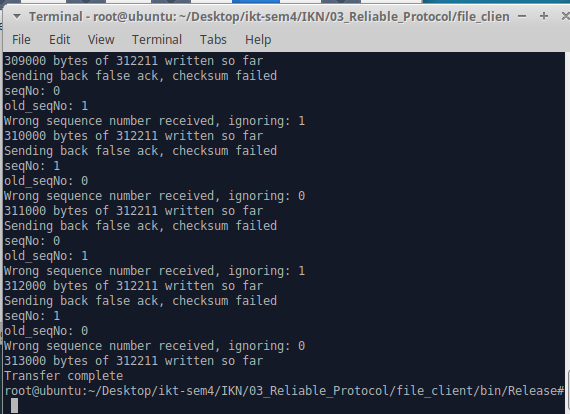 Terminal - root@ubuntu: ~/Desktop/ikt-sem4/IKN/03_Reliable_Protocol/file_clien
File Edit View Terminal Tabs Help
309000 bytes of 312211 written so far
Sending back false ack, checksum failed
seqNo: 0
old_seqNo: 1
Wrong sequence number received, ignoring: 1
310000 bytes of 312211 written so far
Sending back false ack, checksum failed
seqNo: 1
old_seqNo: 0
Wrong sequence number received, ignoring: 0
311000 bytes of 312211 written so far
Sending back false ack, checksum failed
seqNo: 0
old_seqNo: 1
Wrong sequence number received, ignoring: 1
312000 bytes of 312211 written so far
Sending back false ack, checksum failed
seqNo: 1
old_seqNo: 0
Wrong sequence number received, ignoring: 0
313000 bytes of 312211 written so far
Transfer complete
root@ubuntu:~/Desktop/ikt-sem4/IKN/03_Reliable_Protocol/file_client/bin/Release#